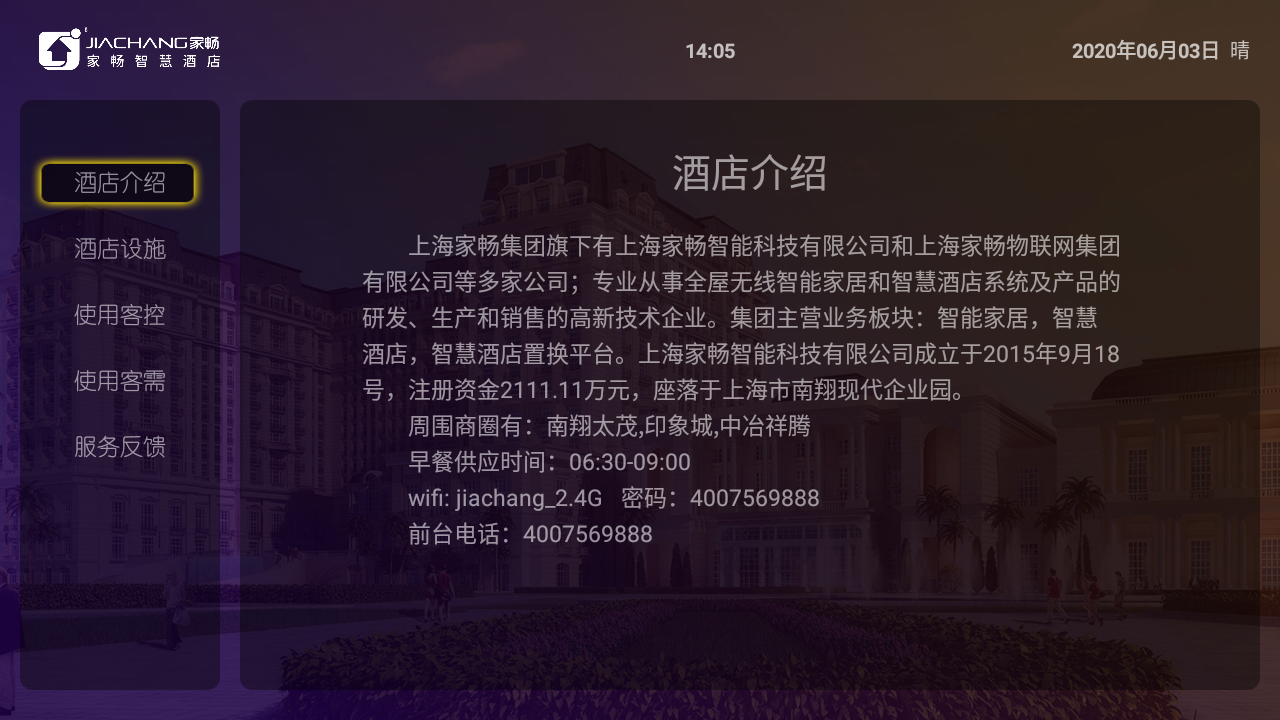 JIACHANG家畅
家畅智慧酒店
14:05
2020年06月03日 晴
酒店介绍
酒店设施
使用客控
使用客需
服务反馈
酒店介绍
上海家畅集团旗下有上海家畅智能科技有限公司和上海家畅物联网集团
有限公司等多家公司；专业从事全屋无线智能家居和智慧酒店系统及产品的
研发、生产和销售的高新技术企业。集团主营业务板块：智能家居，智慧
酒店，智慧酒店置换平台。上海家畅智能科技有限公司成立于2015年9月18
号，注册资金2111.11万元，座落于上海市南翔现代企业园。
周围商圈有：南翔太茂,印象城,中冶祥腾
早餐供应时间：06:30-09:00
wifi: jiachang_2.4G 密码：4007569888
前台电话：4007569888